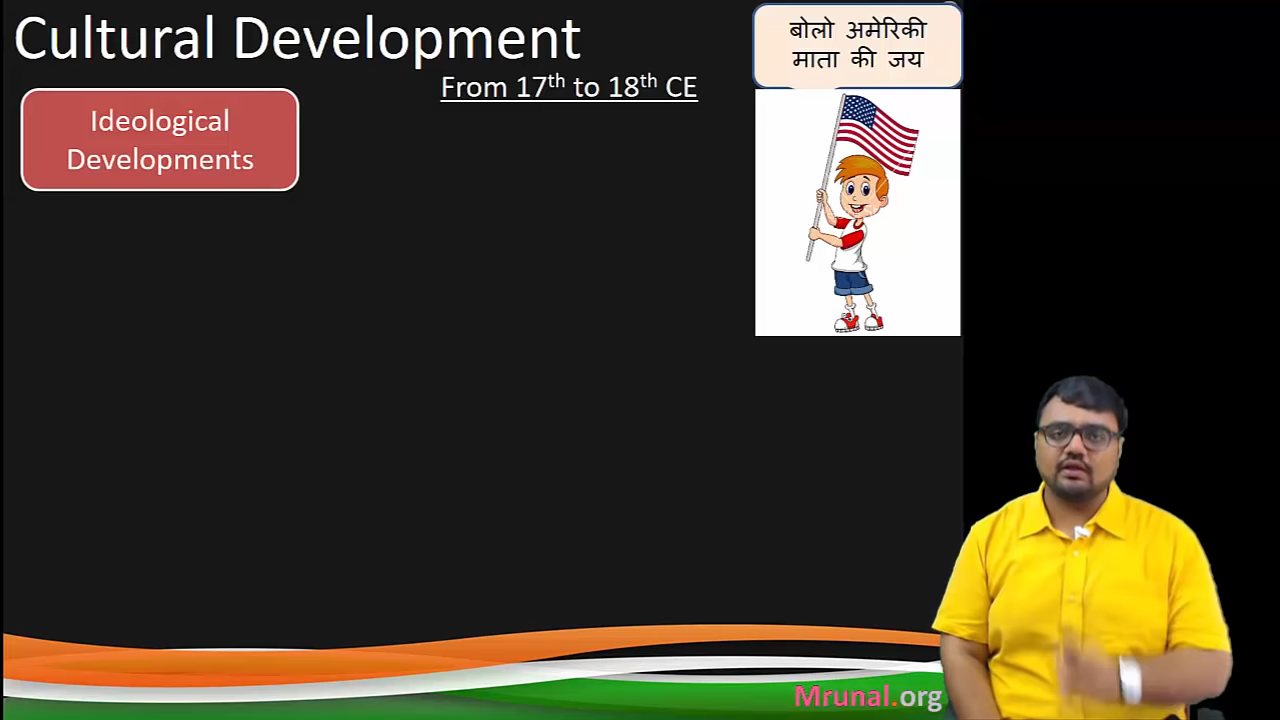 Cultural Development
From 17th to 18th CE
Ideological
Developments
बोलो अमेरिकी
माता की जय
Mrunal.org